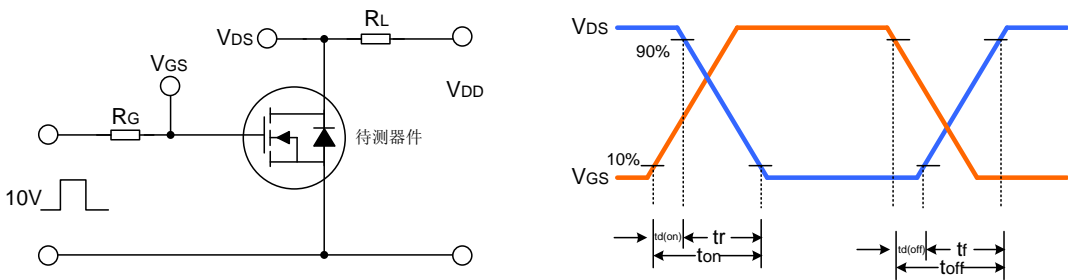 VDS
RL
VGS
VDD
RG
待测器件
10V
VDS
90%
10%
VGS
td(on)
tr
ton
td(off)
tf
toff